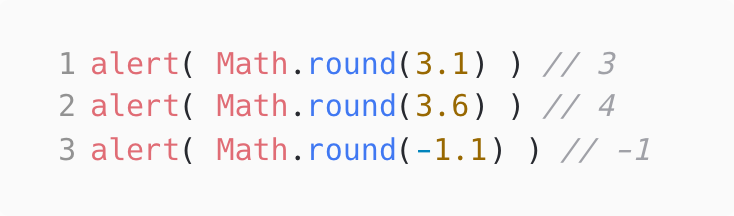 1 alert( Math.round(3.1) ) // 3
2 alert( Math.round(3.6) ) // 4
3 alert( Math.round(-1.1) ) // -1